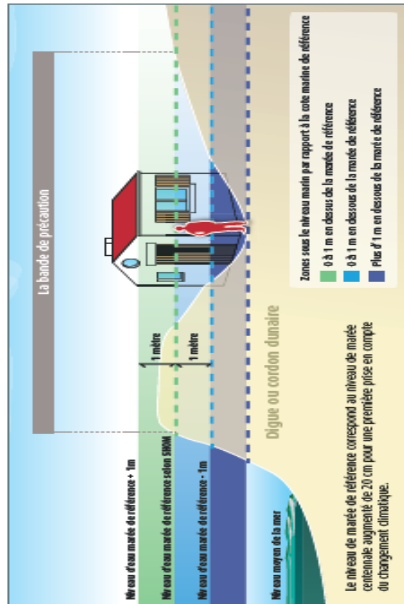 La bande de précaution
Niveau d'eau marée de référence + 1m
1 mètre
Niveau d'eau marée de référence selon SHOM
1 mètre
Niveau d'eau marée de référence - 1m
Niveau moyen de la mer
Digue ou cordon dunaire
Zones sous le niveau marin par rapport à la cote marine de référence
0 à 1 m en dessus de la marée de référence
0 à 1 m en dessous de la marée de référence
Plus d'1 m en dessous de la marée de référence
Le niveau de marée de référence correspond au niveau de marée
centennale augmenté de 20 cm pour une première prise en compte
du changement climatique.